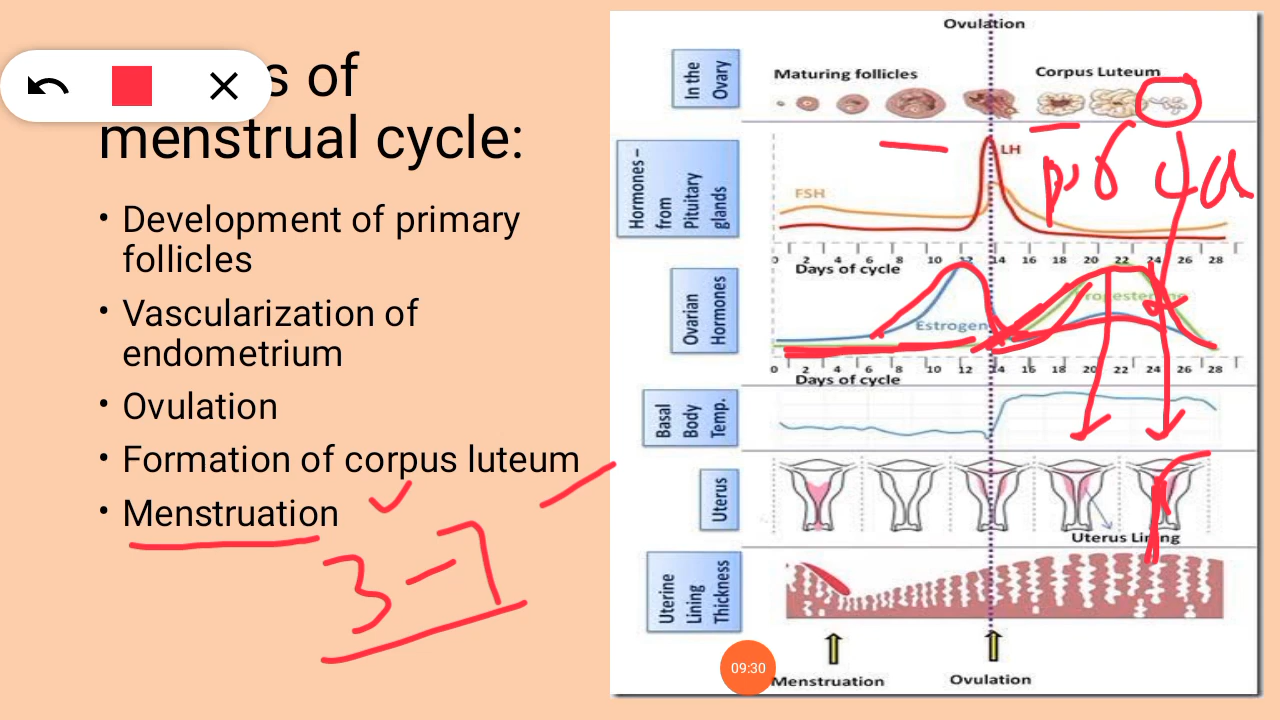 s of
menstrual cycle:
• Development of primary
follicles
• Vascularization of
endometrium
• Ovulation
• Formation of corpus luteum
• Menstruation
3-7
Ovulation
In the
Ovary
Maturing follicles
Corpus Luteum
Hormones –
from
Pituitary
glands
LH
FSH
0 2 4 6 8 10 12 14 16 18 20 22 24 26 28
Days of cycle
Ovarian
Hormones
Estrogen
0 2 4 6 8 10 12 14 16 18 20 22 24 26 28
Days of cycle
Basal
Body
Temp.
Uterus
Uterus Lining
Uterine
Lining
Thickness
09:30
Menstruation
Ovulation